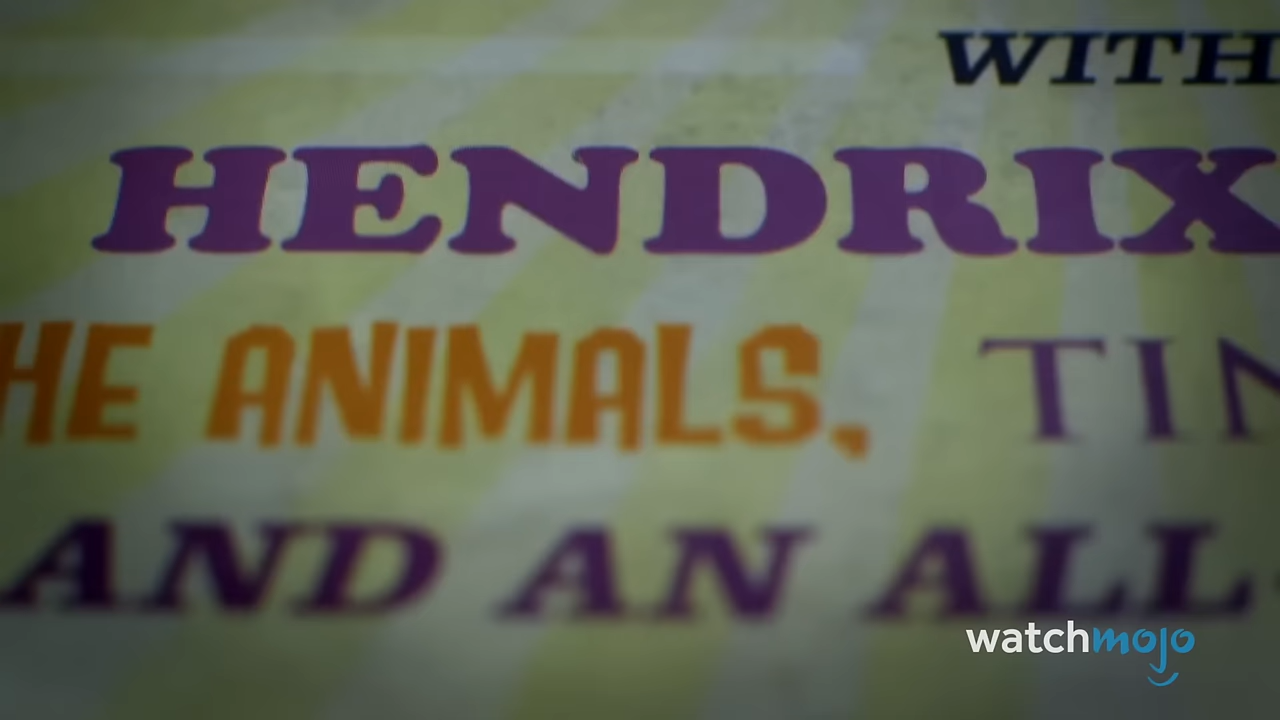 WITH
HENDRIX
HE ANIMALS, TIN
AND AN ALL-
watchmojo